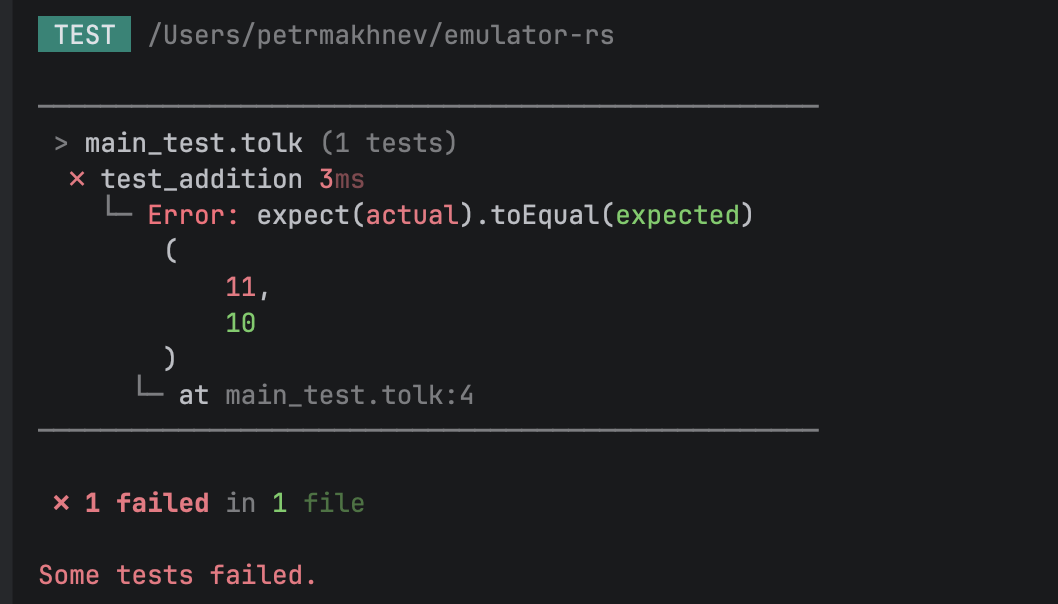 TEST /Users/petrmakhnev/emulator-rs
> main_test.tolk (1 tests)
× test_addition 3ms
└─ Error: expect(actual).toEqual(expected)
(
11,
10
)
└─ at main_test.tolk:4
× 1 failed in 1 file
Some tests failed.